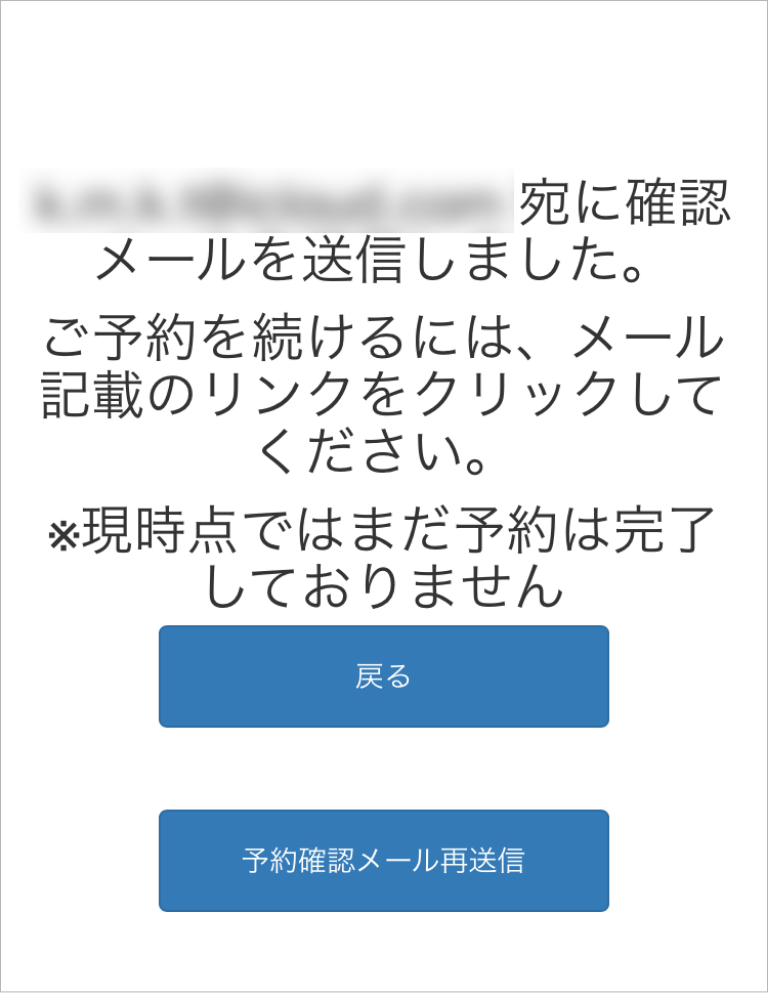 宛に確認
メールを送信しました。
ご予約を続けるには、メール
記載のリンクをクリックして
ください。
※現時点ではまだ予約は完了
しておりません
戻る
予約確認メール再送信